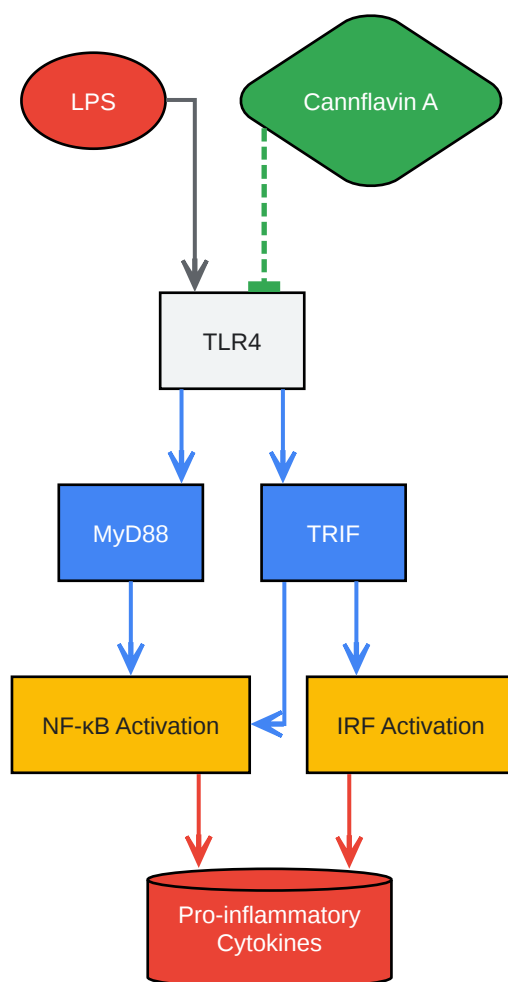 LPS
Cannflavin A
TLR4
MyD88
TRIF
NF-κB Activation
IRF Activation
Pro-inflammatory
Cytokines